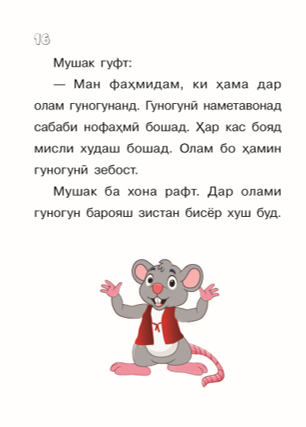 16
Мушак гуфт:
— Ман фаҳмидам, ки ҳама дар
олам гуногунанд. Гуногунӣ наметавонад
сабаби нофаҳмӣ бошад. Ҳар кас бояд
мисли худаш бошад. Олам бо ҳамин
гуногунӣ зебост.
Мушак ба хона рафт. Дар олами
гуногун барояш зистан бисёр хуш буд.